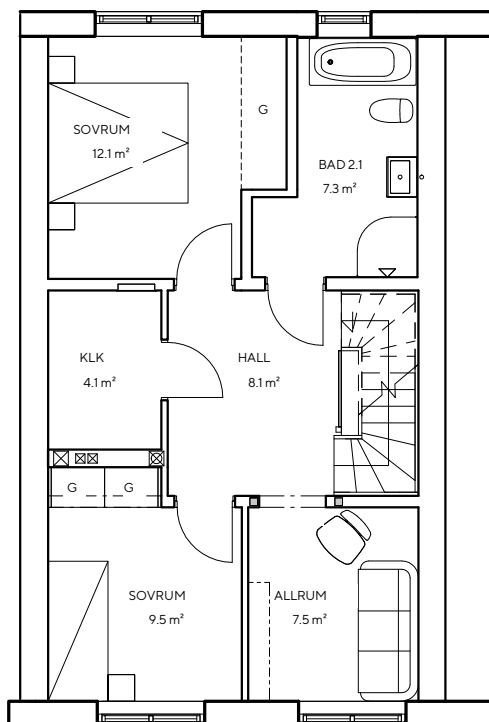 SOVRUM
12.1 m²
G
BAD 2.1
7.3 m²
KLK
4.1 m²
HALL
8.1 m²
G
G
SOVRUM
9.5 m²
ALLRUM
7.5 m²